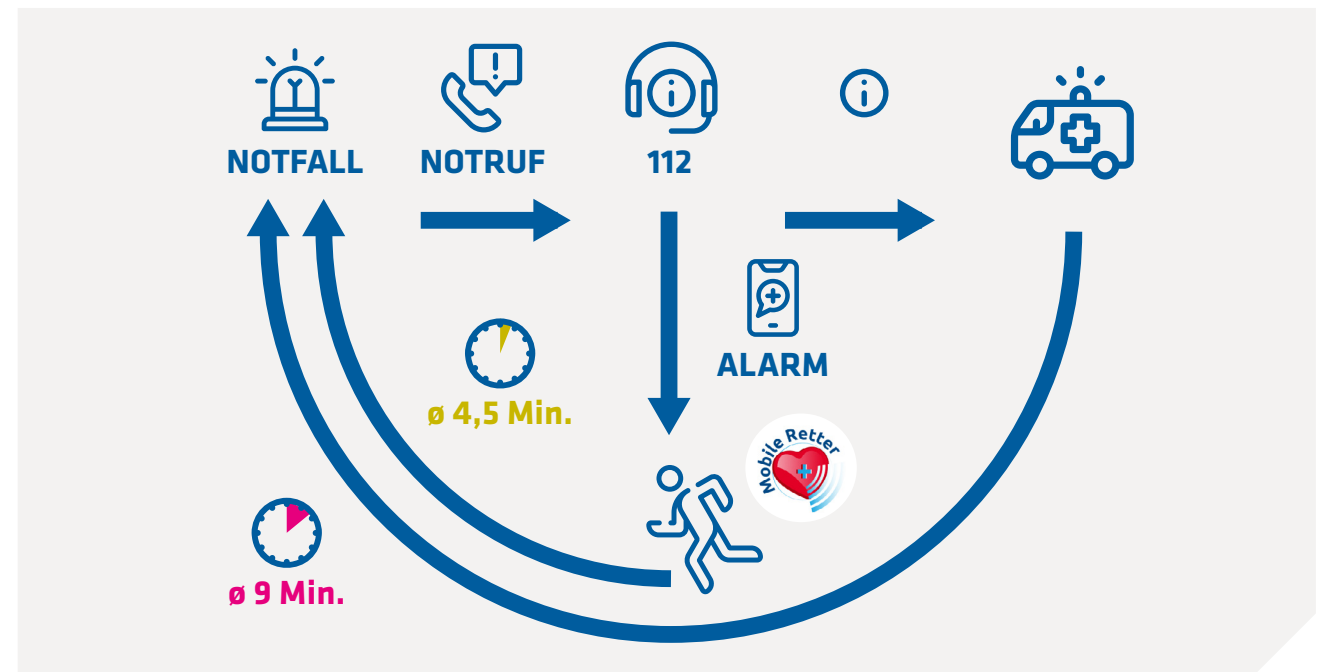 NOTFALL
NOTRUF
112
ALARM
ø 4,5 Min.
Mobile Retter
ø 9 Min.